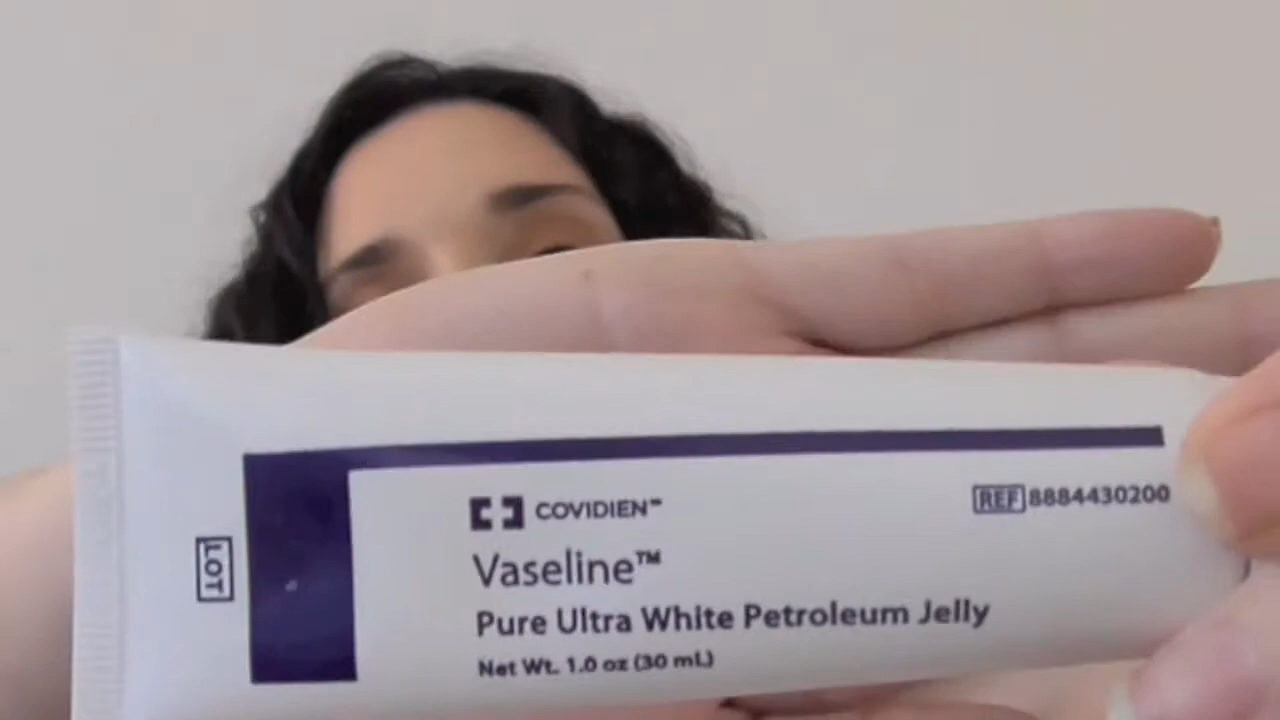 COVIDIEN™
REF 8884430200
Vaseline™
Pure Ultra White Petroleum Jelly
Net Wt. 1.0 oz (30 mL)
LOT